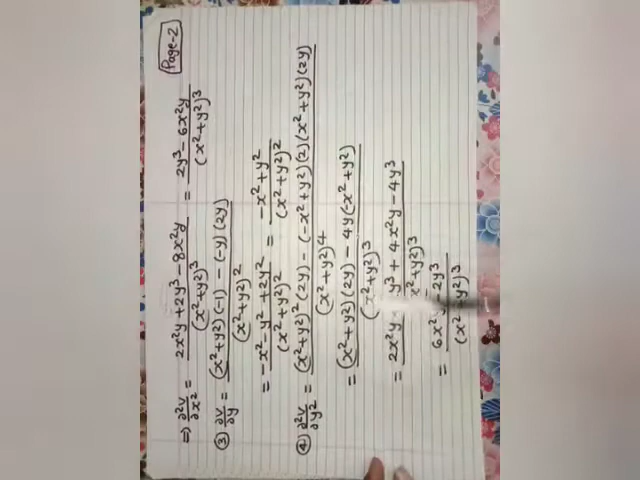 Page-2
⇒ ∂²v/∂x² = (2x²y + 2y³ - 8x²y)/(x²+y²)³ = (2y³ - 6x²y)/(x²+y²)³
③ ∂v/∂y = ((x²+y²)(-1) - (-y)(2y))/(x²+y²)²
= (-x²-y²+2y²)/(x²+y²)² = (-x²+y²)/(x²+y²)²
④ ∂²v/∂y² = ((x²+y²)²(2y) - (-x²+y²)(2)(x²+y²)(2y))/(x²+y²)⁴
= ((x²+y²)(2y) - 4y(-x²+y²))/(x²+y²)³
= (2x²y y³ + 4x²y - 4y³)/(x²+y²)³
= (6x²y - 2y³)/(x²+y²)³